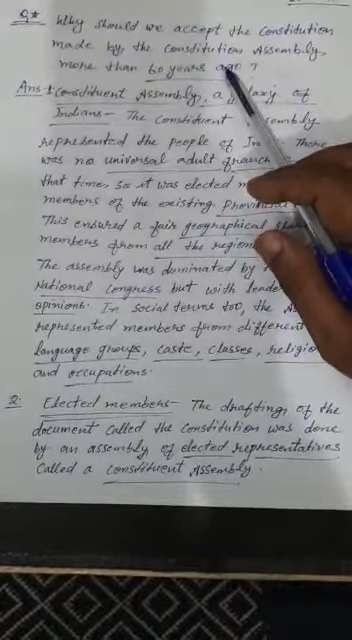 Q* Why should we accept the Constitution
made by the Constitution Assembly
more than 60 years ago ?
Ans 1: Constituent Assembly, a of
Indians - The Constituent
represented the people of There
was no universal adult
that time. so it was elected
members of the existing
This ensured a fair geographical
members from all the
The assembly was dominated by
National Congress but with
opinions. In social terms too, the
represented members from different
language groups, caste, classes,
and occupations.
2. Elected members - The drafting of the
document called the Constitution was done
by an assembly of elected representatives
called a Constituent Assembly.